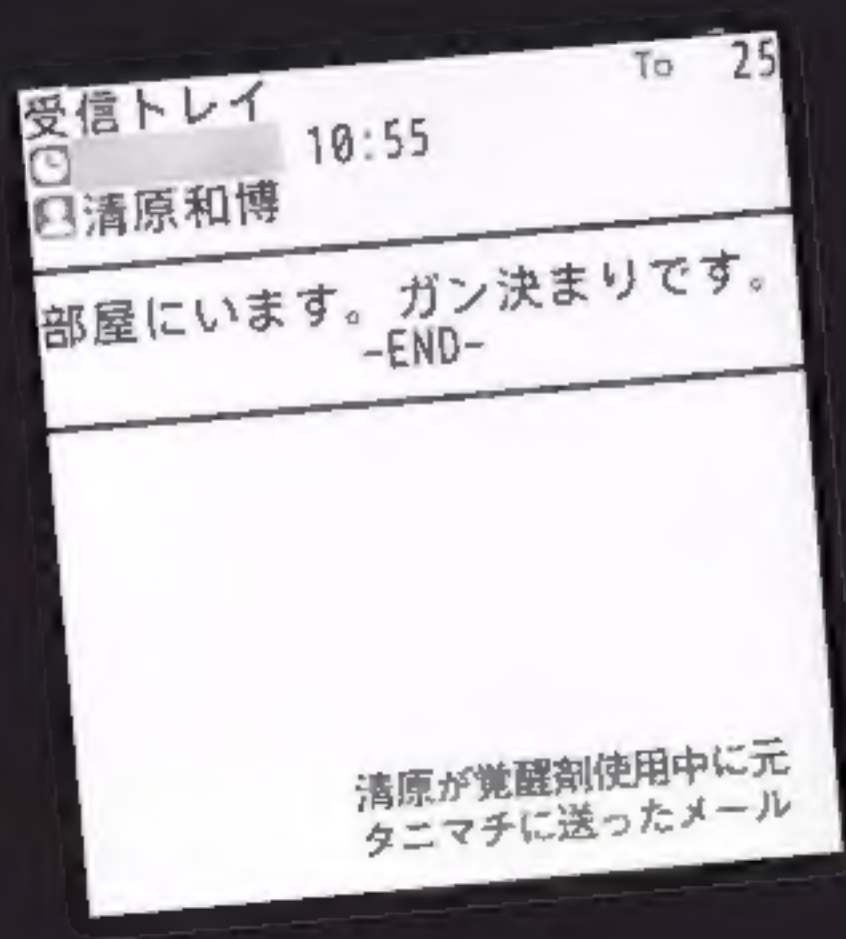 To 25
受信トレイ
10:55
清原和博
部屋にいます。ガン決まりです。
-END-
清原が覚醒剤使用中に元
タニマチに送ったメール